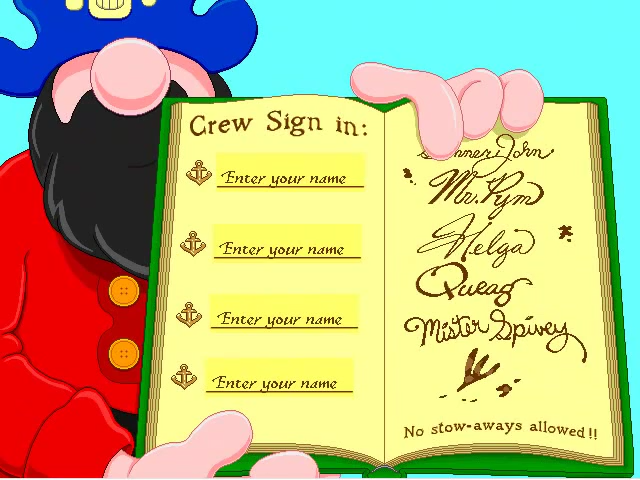 Crew Sign in:
Enter your name
Enter your name
Enter your name
Enter your name
John
Mr. Pym
Helga
Queag
Mister Spivey
No stow-aways allowed!!